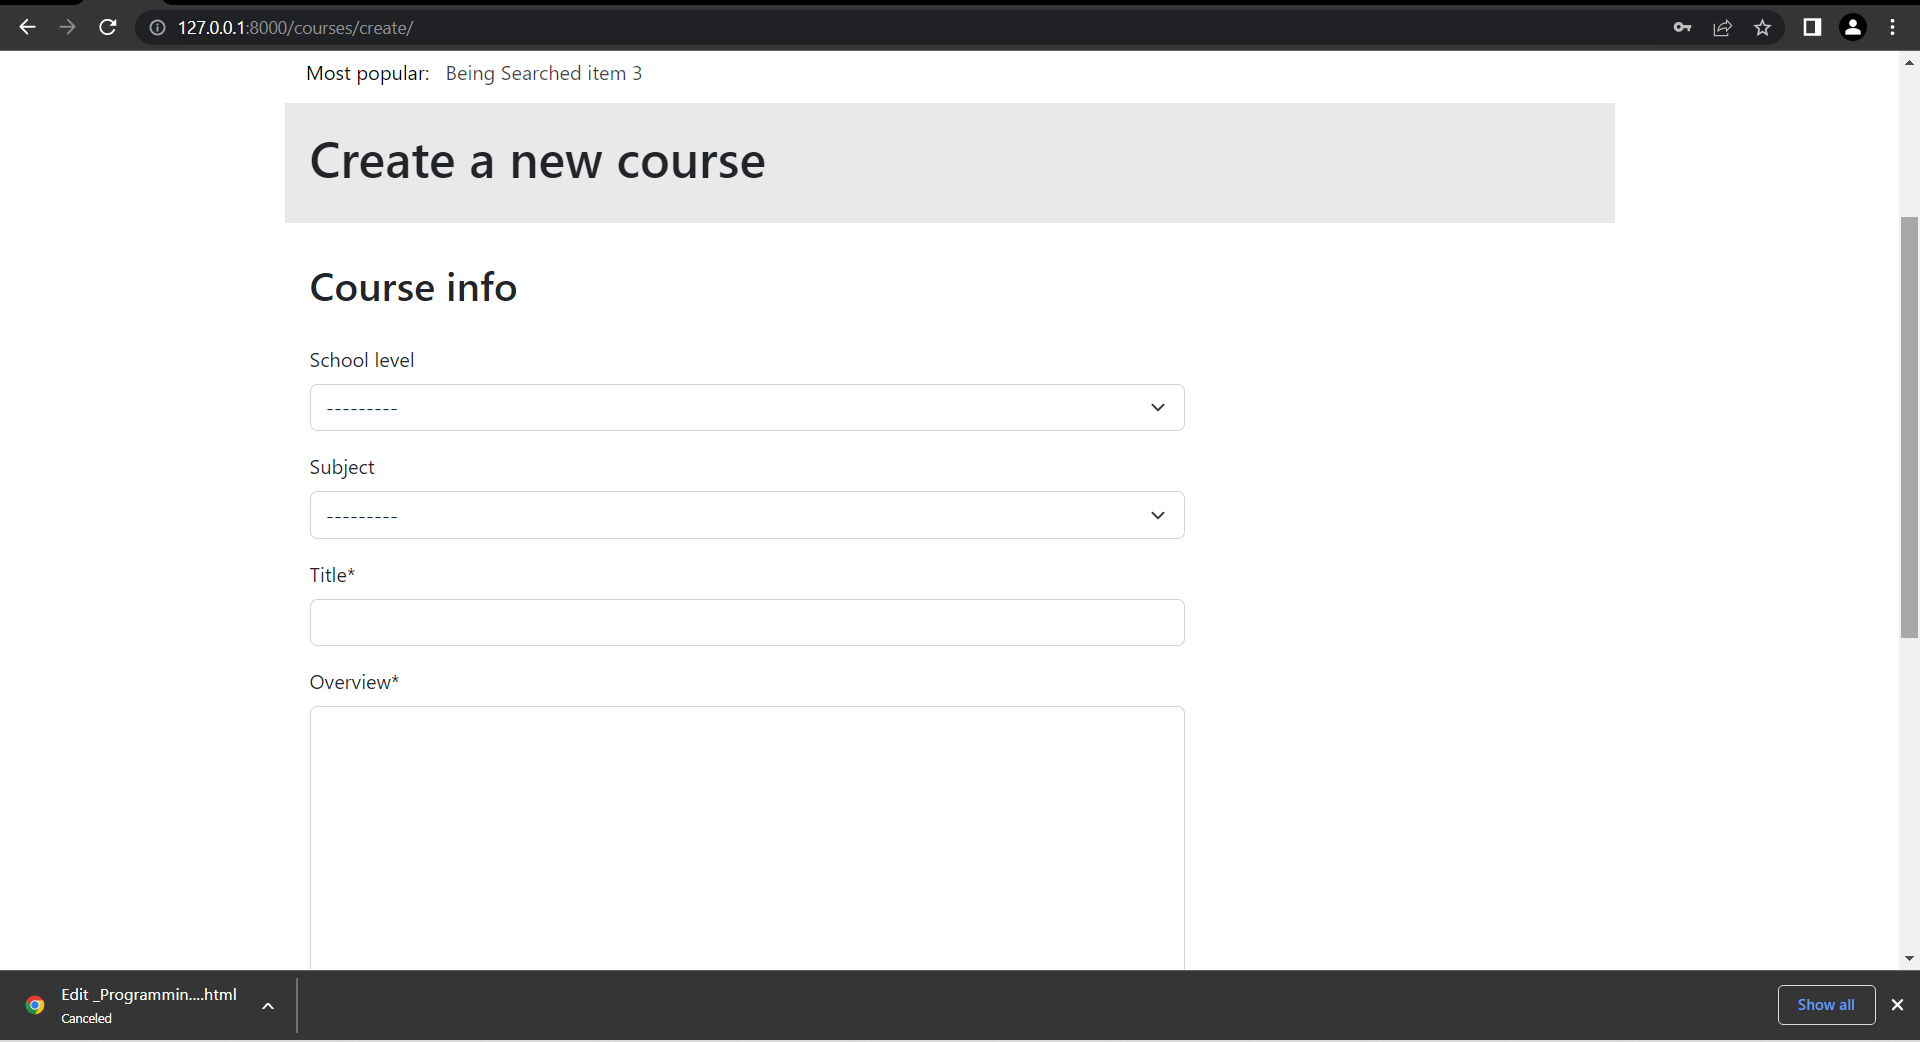 127.0.0.1:8000/courses/create/
Most popular: Being Searched item 3
Create a new course
Course info
School level
---------
Subject
---------
Title*
Overview*
Edit _Programmin....html
Canceled
Show all